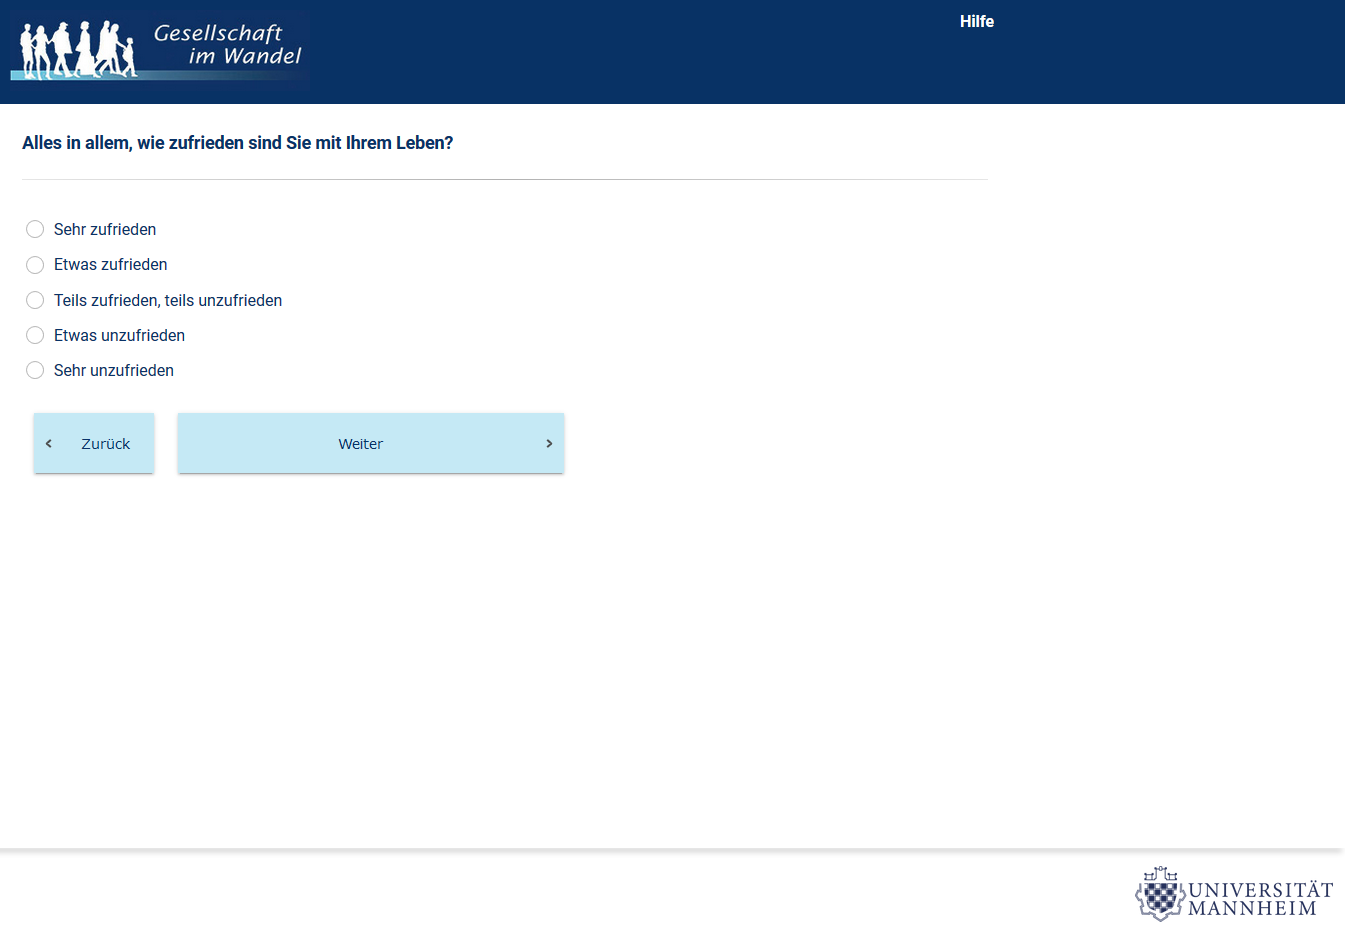 Gesellschaft
im Wandel
Hilfe
Alles in allem, wie zufrieden sind Sie mit Ihrem Leben?
Sehr zufrieden
Etwas zufrieden
Teils zufrieden, teils unzufrieden
Etwas unzufrieden
Sehr unzufrieden
Zurück
Weiter
UNIVERSITÄT
MANNHEIM